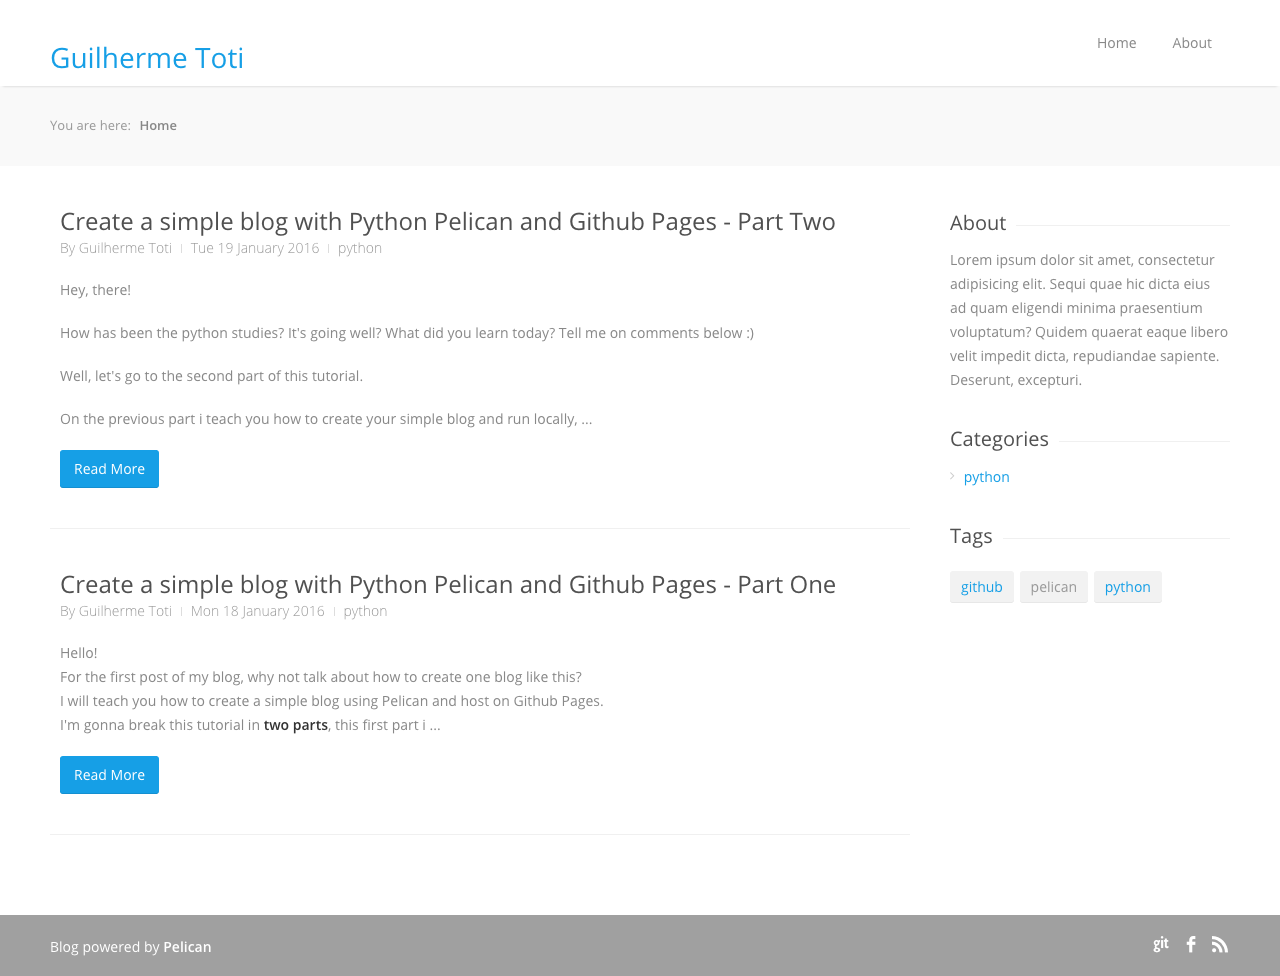 Guilherme Toti
Home
About
You are here: Home
Create a simple blog with Python Pelican and Github Pages - Part Two
By Guilherme Toti
Tue 19 January 2016
python
Hey, there!
How has been the python studies? It's going well? What did you learn today? Tell me on comments below :)
Well, let's go to the second part of this tutorial.
On the previous part i teach you how to create your simple blog and run locally, ...
Read More
Create a simple blog with Python Pelican and Github Pages - Part One
By Guilherme Toti
Mon 18 January 2016
python
Hello!
For the first post of my blog, why not talk about how to create one blog like this?
I will teach you how to create a simple blog using Pelican and host on Github Pages.
I'm gonna break this tutorial in two parts, this first part i ...
Read More
About
Lorem ipsum dolor sit amet, consectetur
adipisicing elit. Sequi quae hic dicta eius
ad quam eligendi minima praesentium
voluptatum? Quidem quaerat eaque libero
velit impedit dicta, repudiandae sapiente.
Deserunt, excepturi.
Categories
python
Tags
github
pelican
python
Blog powered by Pelican
git